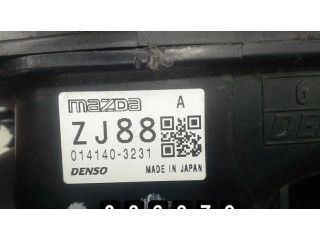 mazda A
ZJ88
014140-3231
DENSO MADE IN JAPAN